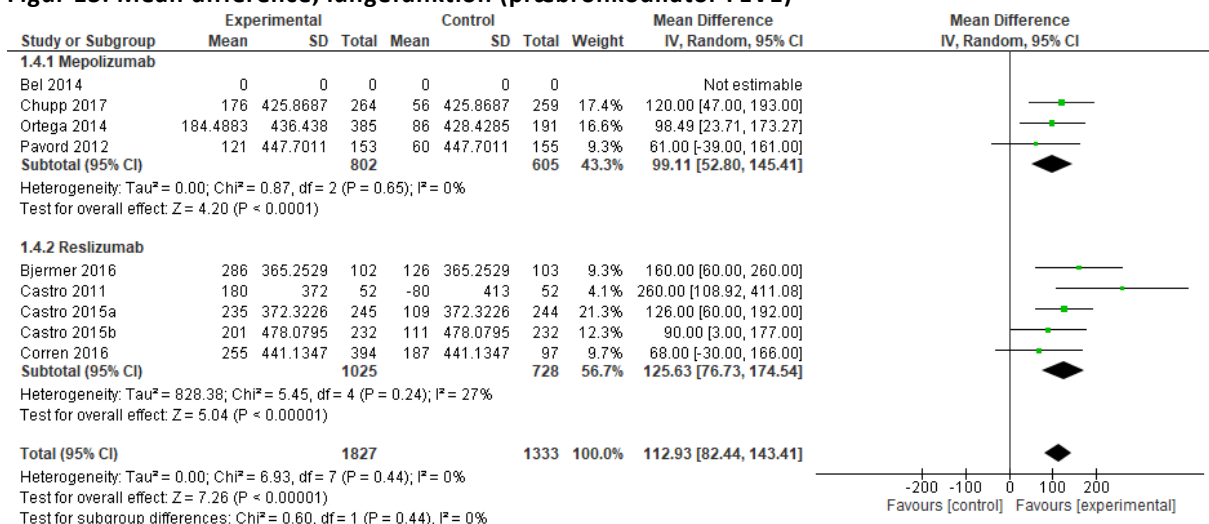 Experimental Control Mean Difference Mean Difference
Study or Subgroup Mean SD Total Mean SD Total Weight IV, Random, 95% CI IV, Random, 95% CI
1.4.1 Mepolizumab
Bel 2014 0 0 0 0 0 0 Not estimable
Chupp 2017 176 425.8687 264 56 425.8687 259 17.4% 120.00 [47.00, 193.00]
Ortega 2014 184.4883 436.438 385 86 428.4285 191 16.6% 98.49 [23.71, 173.27]
Pavord 2012 121 447.7011 153 60 447.7011 155 9.3% 61.00 [-39.00, 161.00]
Subtotal (95% CI) 802 605 43.3% 99.11 [52.80, 145.41]
Heterogeneity: Tau² = 0.00; Chi² = 0.87, df = 2 (P = 0.65); I² = 0%
Test for overall effect: Z = 4.20 (P < 0.0001)
1.4.2 Reslizumab
Bjermer 2016 286 365.2529 102 126 365.2529 103 9.3% 160.00 [60.00, 260.00]
Castro 2011 180 372 52 -80 413 52 4.1% 260.00 [108.92, 411.08]
Castro 2015a 235 372.3226 245 109 372.3226 244 21.3% 126.00 [60.00, 192.00]
Castro 2015b 201 478.0795 232 111 478.0795 232 12.3% 90.00 [3.00, 177.00]
Corren 2016 255 441.1347 394 187 441.1347 97 9.7% 68.00 [-30.00, 166.00]
Subtotal (95% CI) 1025 728 56.7% 125.63 [76.73, 174.54]
Heterogeneity: Tau² = 828.38; Chi² = 5.45, df = 4 (P = 0.24); I² = 27%
Test for overall effect: Z = 5.04 (P < 0.00001)
Total (95% CI) 1827 1333 100.0% 112.93 [82.44, 143.41]
Heterogeneity: Tau² = 0.00; Chi² = 6.93, df = 7 (P = 0.44); I² = 0%
Test for overall effect: Z = 7.26 (P < 0.00001)
Test for subgroup differences: Chi² = 0.60, df = 1 (P = 0.44), I² = 0%
-200 -100 0 100 200
Favours [control] Favours [experimental]